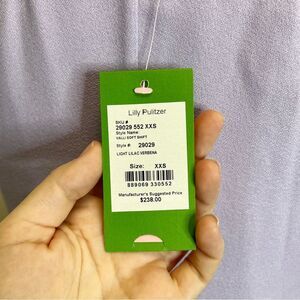 Lilly Pulitzer
SKU #
29029 552 XXS
Style Name
VALLI SOFT SHIFT
Style # 29029
LIGHT LILAC VERBENA
Size: XXS
889069 330552
Manufacturer's Suggested Price
$238.00